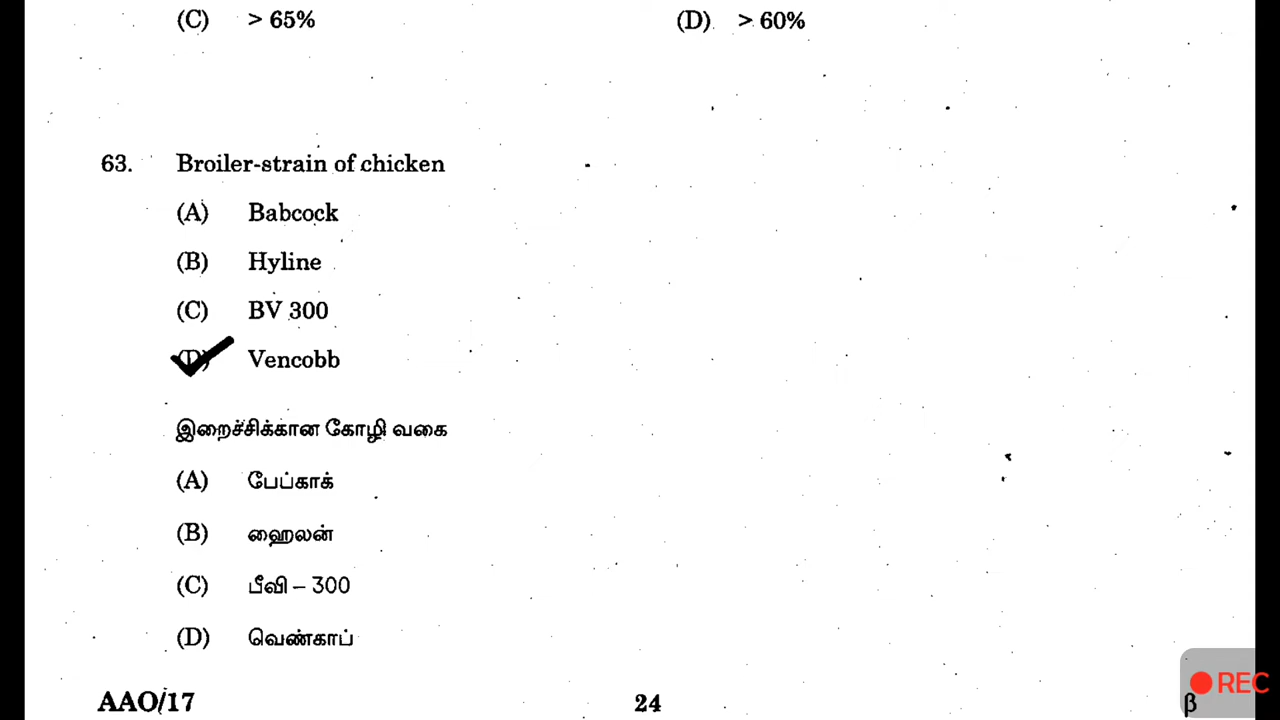 (C) > 65% (D) > 60%
63. Broiler-strain of chicken
(A) Babcock
(B) Hyline
(C) BV 300
(D) Vencobb
இறைச்சிக்கான கோழி வகை
(A) பேப்காக்
(B) ஹைலன்
(C) பீவி – 300
(D) வெண்காப்
AAO/17 24 β
REC